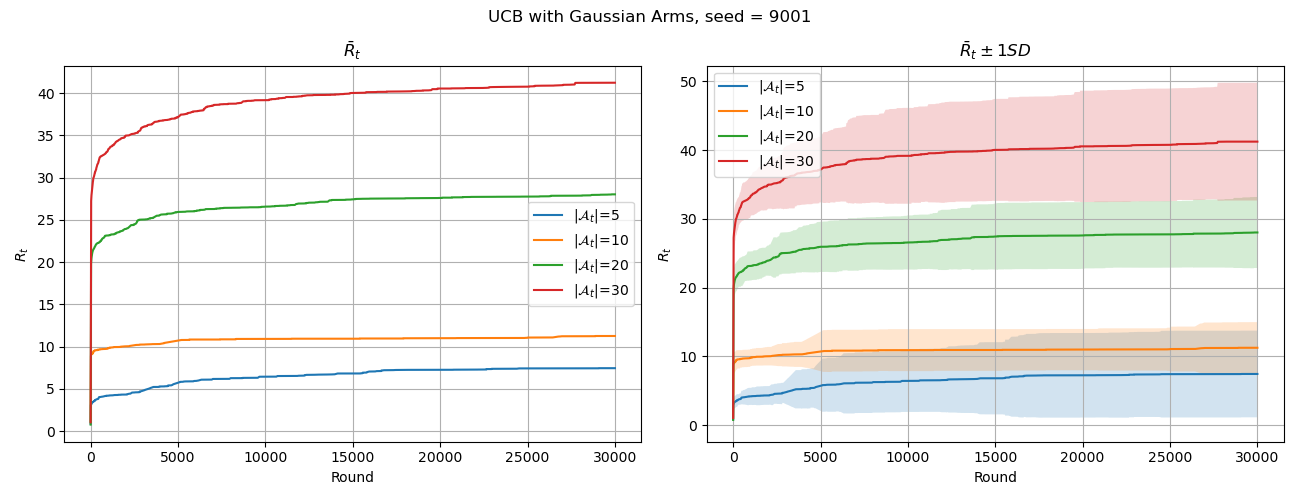 UCB with Gaussian Arms, seed = 9001
R̄_t
40
35
30
25
20
15
10
5
0
R_t
|𝒜_t|=5
|𝒜_t|=10
|𝒜_t|=20
|𝒜_t|=30
0 5000 10000 15000 20000 25000 30000
Round
R̄_t ± 1SD
50
40
30
20
10
0
R_t
|𝒜_t|=5
|𝒜_t|=10
|𝒜_t|=20
|𝒜_t|=30
0 5000 10000 15000 20000 25000 30000
Round